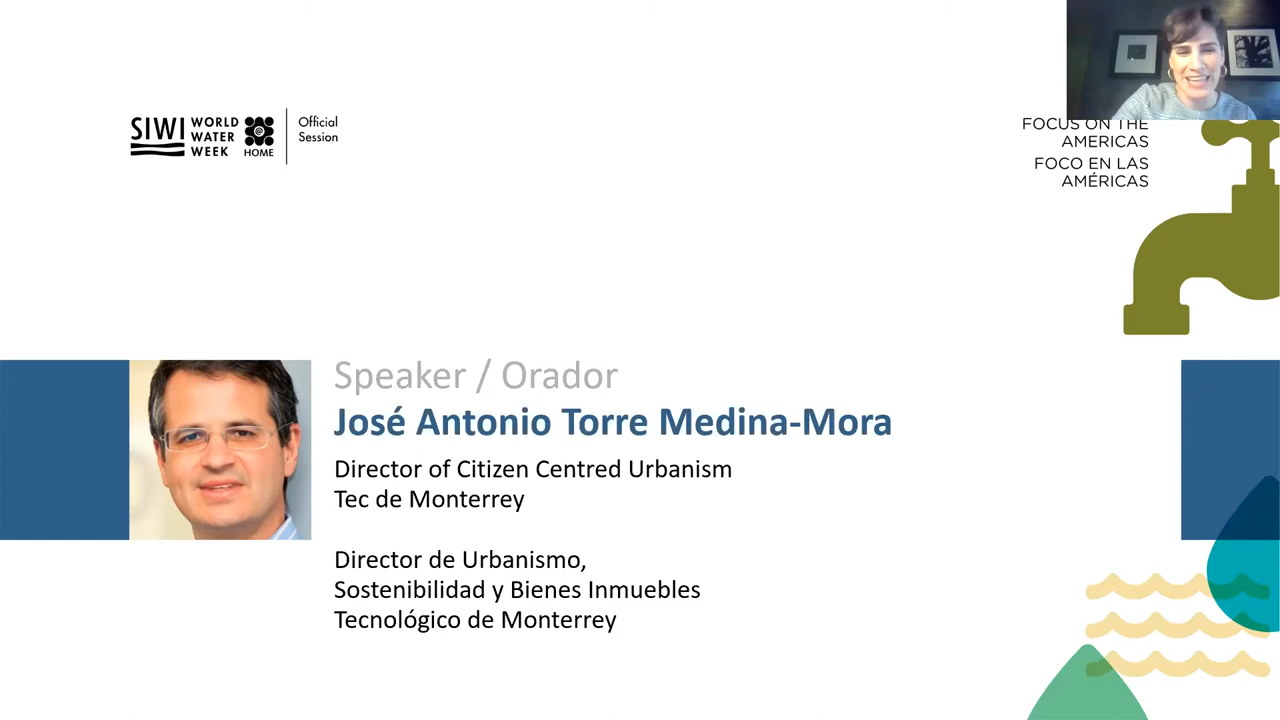 SIWI
WORLD
WATER
WEEK
HOME
Official
Session
FOCUS ON THE
AMERICAS
FOCO EN LAS
AMÉRICAS
Speaker / Orador
José Antonio Torre Medina-Mora
Director of Citizen Centred Urbanism
Tec de Monterrey
Director de Urbanismo,
Sostenibilidad y Bienes Inmuebles
Tecnológico de Monterrey